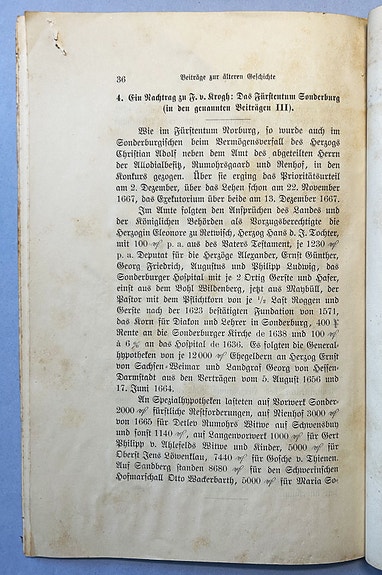 36 Beiträge zur älteren Geschichte
4. Ein Nachtrag zu F. v. Krogh: Das Fürstentum Sonderburg
(in den genannten Beiträgen III).
Wie im Fürstentum Norburg, so wurde auch im
Sonderburgischen beim Vermögensverfall des Herzogs
Christian Adolf neben dem Amt des abgeteilten Herrn
der Allodialbesitz, Rumohrsgaard und Nenhof, in den
Konkurs gezogen. Über sie erging das Prioritätsurteil
am 2. Dezember, über das Lehen schon am 22. November
1667, das Exekutorium über beide am 13. Dezember 1667.
Im Amte folgten den Ansprüchen des Landes und
der Königlichen Behörden als Vorzugsberechtigte die
Herzogin Eleonore zu Retwisch, Herzog Hans d. J. Tochter,
mit 100 ₰ p. a. aus des Vaters Testament, je 1230 ₰
p. a. Deputat für die Herzöge Alexander, Ernst Günther,
Georg Friedrich, Augustus und Philipp Ludwig, das
Sonderburger Hospital mit je 2 Ortig Gerste und Hafer,
einst aus dem Bohl Wildenberg, jetzt aus Maybüll, der
Pastor mit dem Pflichtkorn von je ¹/₂ Last Roggen und
Gerste nach der 1623 bestätigten Fundation von 1571,
das Korn für Diakon und Lehrer in Sonderburg, 400 ₰
Rente an die Sonderburger Kirche de 1638 und 100 ₰
à 6 % an das Hospital de 1636. Es folgten die General-
hypotheken von je 12 000 ₰ Ehegeldern an Herzog Ernst
von Sachsen-Weimar und Landgraf Georg von Hessen-
Darmstadt aus den Verträgen vom 5. August 1656 und
17. Juni 1664.
An Spezialhypotheken lasteten auf Vorwerk Sonder-
2000 ₰ fürstliche Restforderungen, auf Nienhof 3000 ₰
von 1665 für Detlev Rumohrs Witwe auf Schwensbuy
und sonst 1140 ₰, auf Langenvorwerk 1000 ₰ für Gert
Philipp v. Ahlefelds Witwe und Kinder, 5000 ₰ für
Oberst Jens Löwenklau, 7440 ₰ für Gosche v. Thienen.
Auf Sandberg standen 8680 ₰ für den Schwerinschen
Hofmarschall Otto Wackerbarth, 5000 ₰ für Maria So-